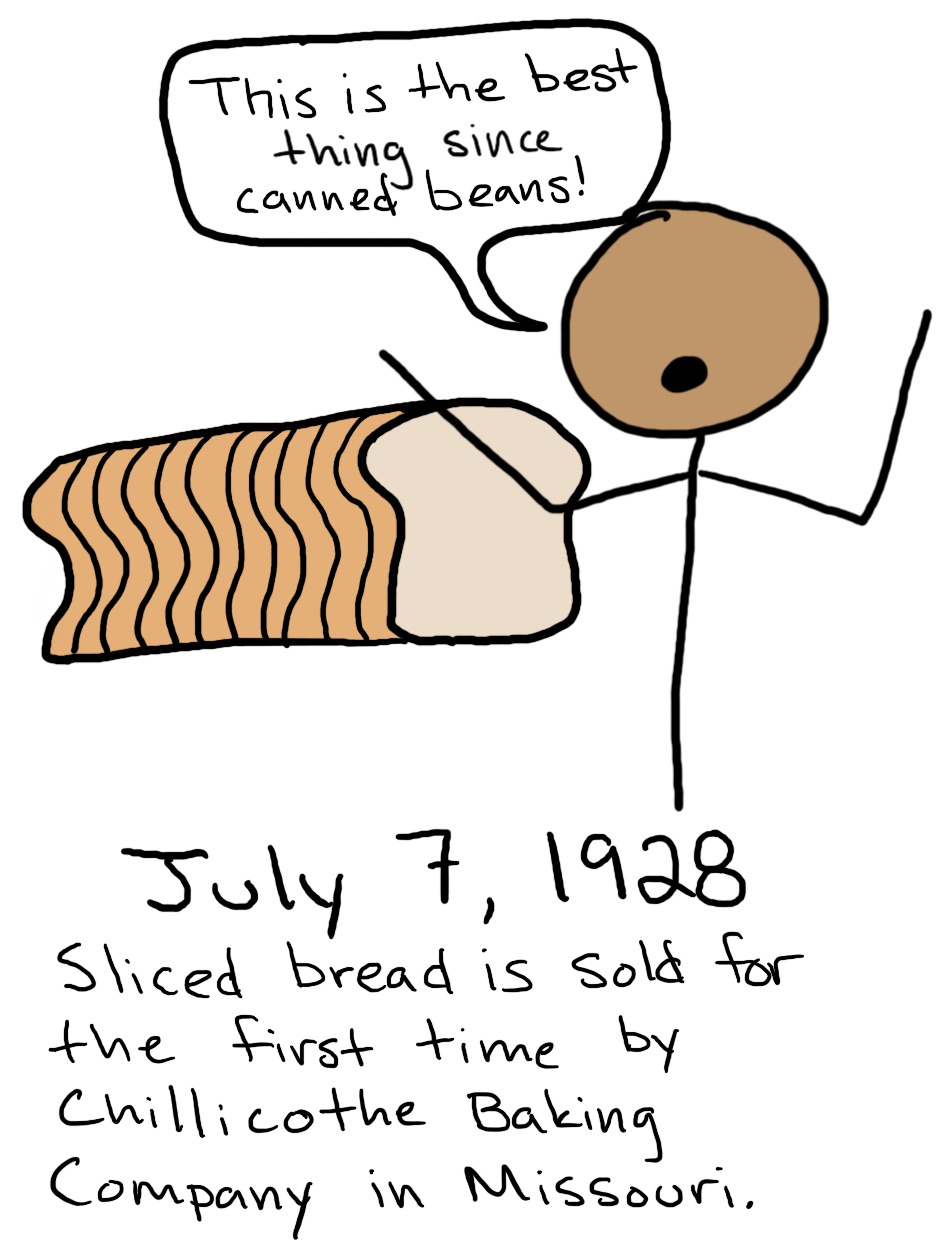 This is the best
thing since
canned beans!
July 7, 1928
Sliced bread is sold for
the first time by
Chillicothe Baking
Company in Missouri.